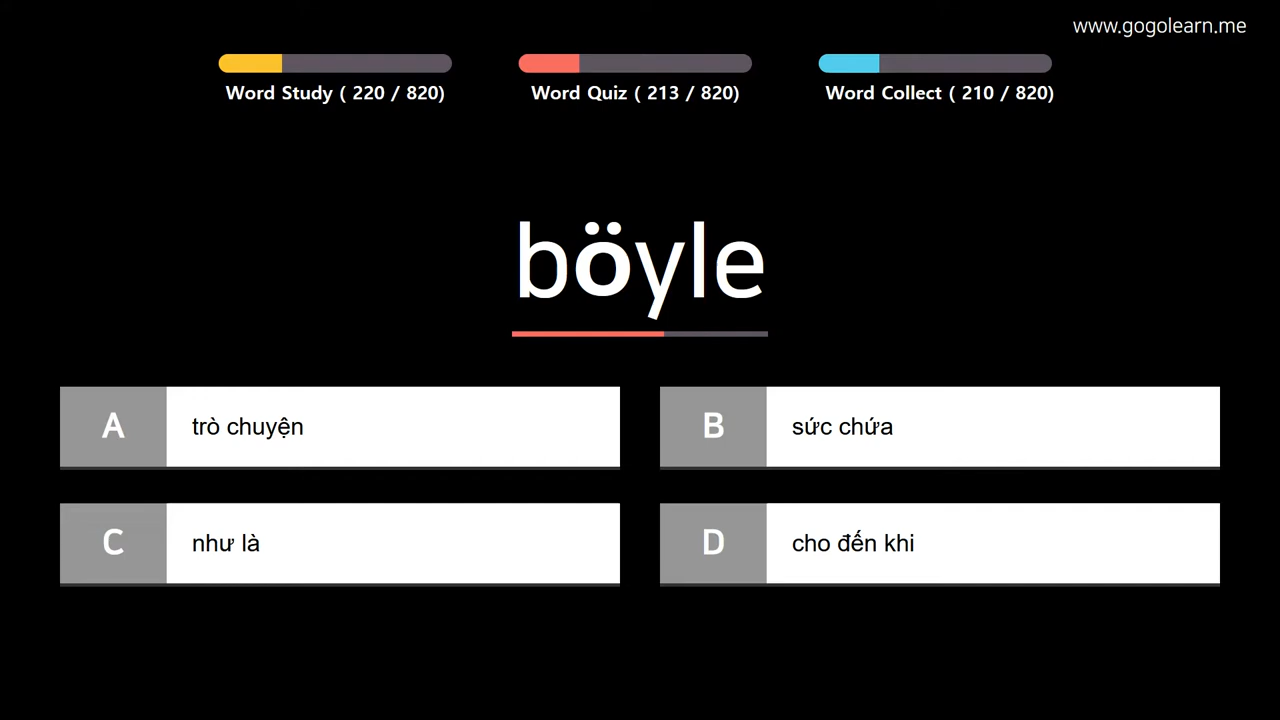 www.gogolearn.me
Word Study ( 220 / 820)
Word Quiz ( 213 / 820)
Word Collect ( 210 / 820)
böyle
A
trò chuyện
B
sức chứa
C
như là
D
cho đến khi